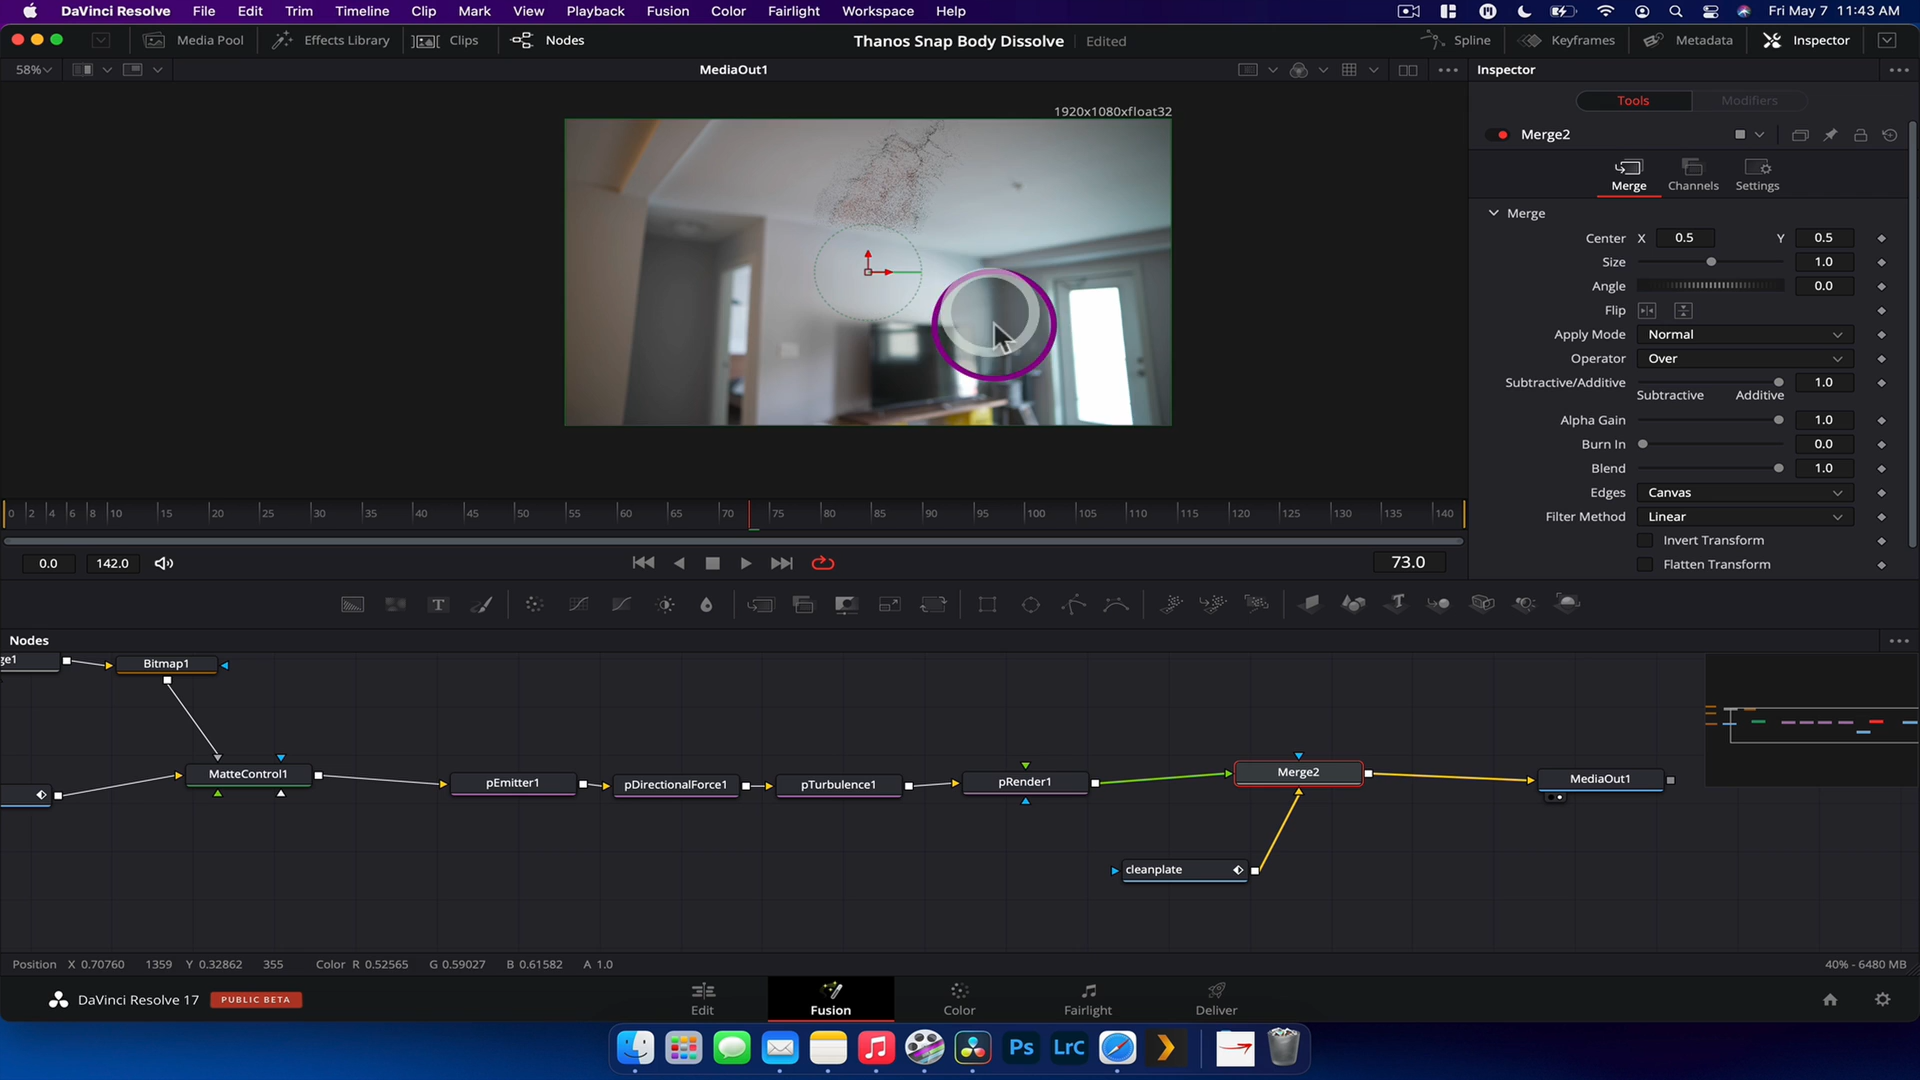 DaVinci Resolve File Edit Trim Timeline Clip Mark View Playback Fusion Color Fairlight Workspace Help Fri May 7 11:43 AM
Media Pool Effects Library Clips Nodes Thanos Snap Body Dissolve Edited Spline Keyframes Metadata Inspector
58% MediaOut1 Inspector
1920x1080xfloat32
Tools Modifiers
Merge2
Merge Channels Settings
Merge
Center X 0.5 Y 0.5
Size 1.0
Angle 0.0
Flip
Apply Mode Normal
Operator Over
Subtractive/Additive 1.0
Subtractive Additive
Alpha Gain 1.0
Burn In 0.0
Blend 1.0
Edges Canvas
Filter Method Linear
Invert Transform
Flatten Transform
0 2 4 6 8 10 15 20 25 30 35 40 45 50 55 60 65 70 75 80 85 90 95 100 105 110 115 120 125 130 135 140
0.0 142.0 73.0
T
Nodes
ge1 Bitmap1
MatteControl1 pEmitter1 pDirectionalForce1 pTurbulence1 pRender1 Merge2 MediaOut1
cleanplate
Position X 0.70760 1359 Y 0.32862 355 Color R 0.52565 G 0.59027 B 0.61582 A 1.0 40% - 6480 MB
DaVinci Resolve 17 PUBLIC BETA
Edit Fusion Color Fairlight Deliver
Ps LrC